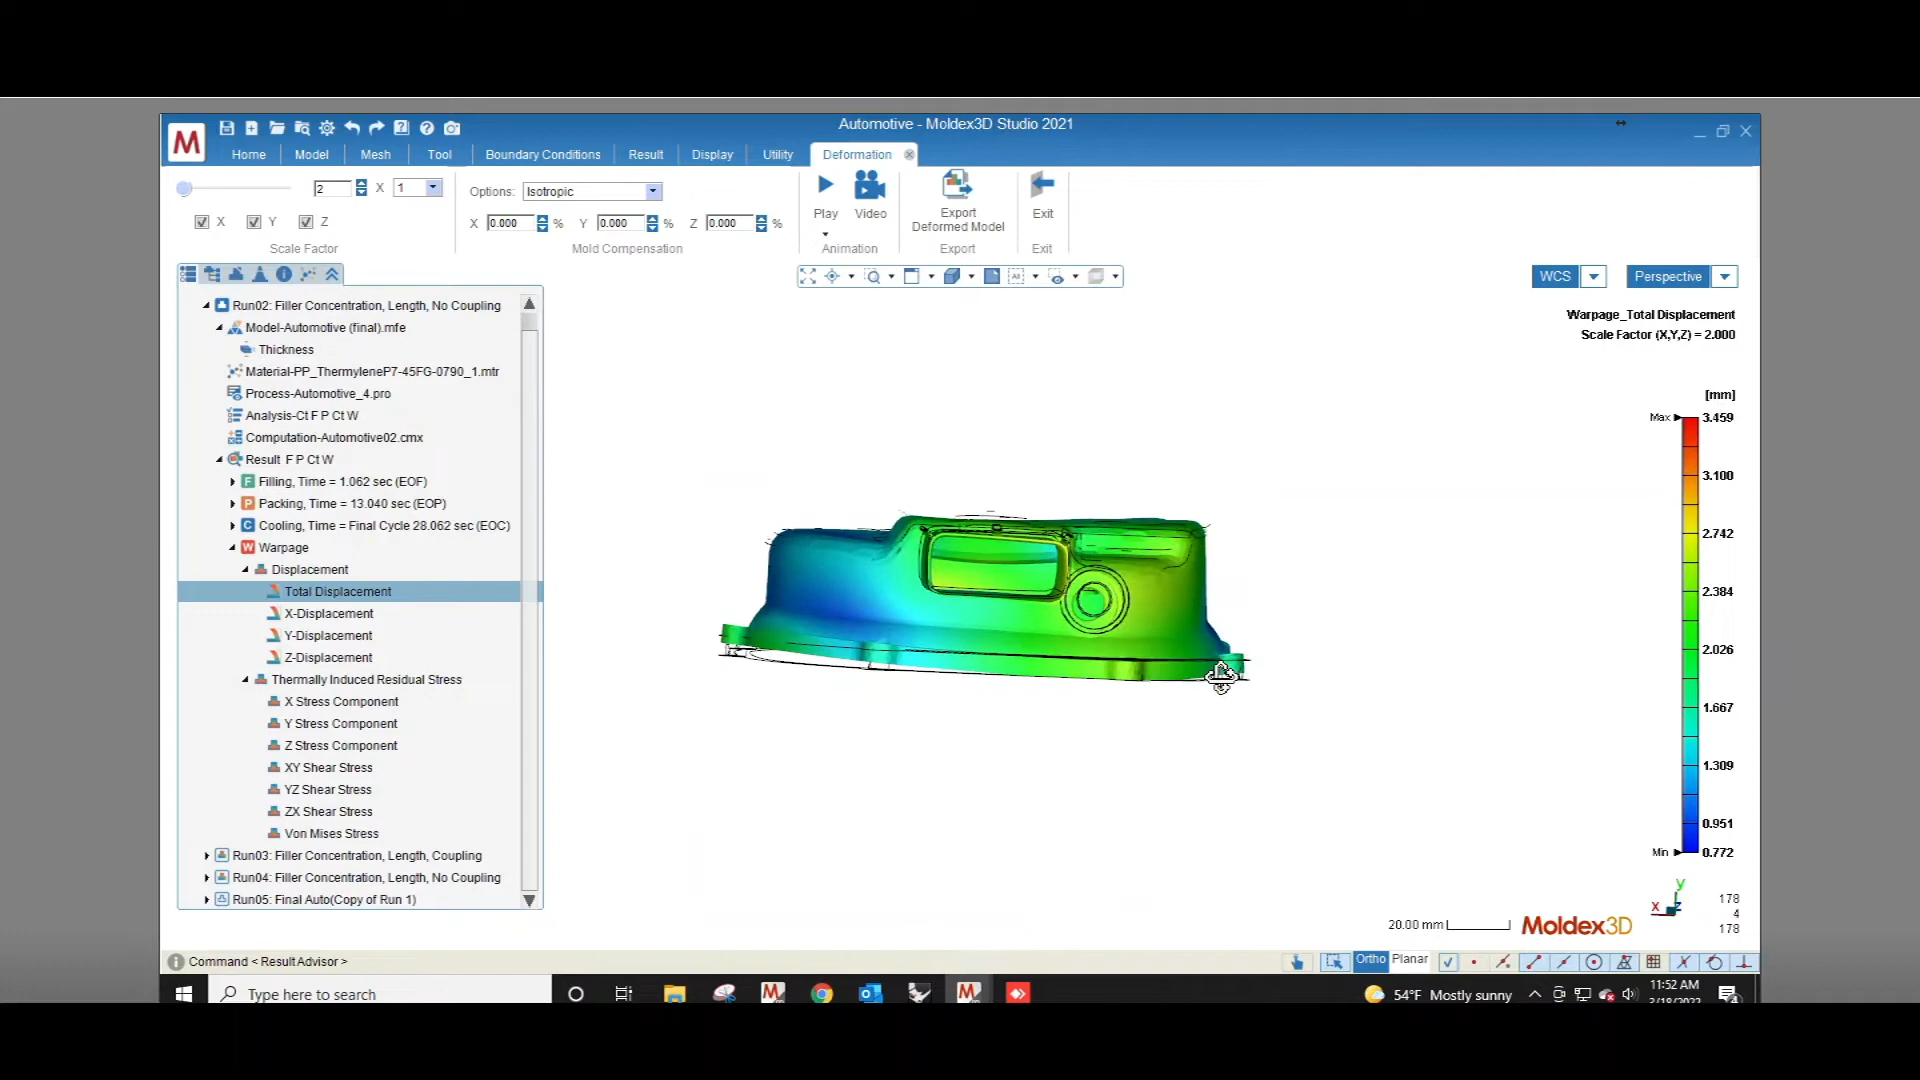 Automotive - Moldex3D Studio 2021
M
Home Model Mesh Tool Boundary Conditions Result Display Utility Deformation
2 X 1
Options: Isotropic
X Y Z
X 0.000 % Y 0.000 % Z 0.000 %
Play Video
Export
Deformed Model
Exit
Scale Factor Mold Compensation Animation Export Exit
WCS Perspective
Run02: Filler Concentration, Length, No Coupling
Model-Automotive (final).mfe
Thickness
Material-PP_ThermyleneP7-45FG-0790_1.mtr
Process-Automotive_4.pro
Analysis-Ct F P Ct W
Computation-Automotive02.cmx
Result F P Ct W
F Filling, Time = 1.062 sec (EOF)
P Packing, Time = 13.040 sec (EOP)
C Cooling, Time = Final Cycle 28.062 sec (EOC)
W Warpage
Displacement
Total Displacement
X-Displacement
Y-Displacement
Z-Displacement
Thermally Induced Residual Stress
X Stress Component
Y Stress Component
Z Stress Component
XY Shear Stress
YZ Shear Stress
ZX Shear Stress
Von Mises Stress
Run03: Filler Concentration, Length, Coupling
Run04: Filler Concentration, Length, No Coupling
Run05: Final Auto(Copy of Run 1)
Warpage_Total Displacement
Scale Factor (X,Y,Z) = 2.000
[mm]
Max 3.459
3.100
2.742
2.384
2.026
1.667
1.309
0.951
Min 0.772
y
x z
178
4
178
20.00 mm
Moldex3D
Command < Result Advisor >
Ortho Planar
Type here to search
54°F Mostly sunny
11:52 AM